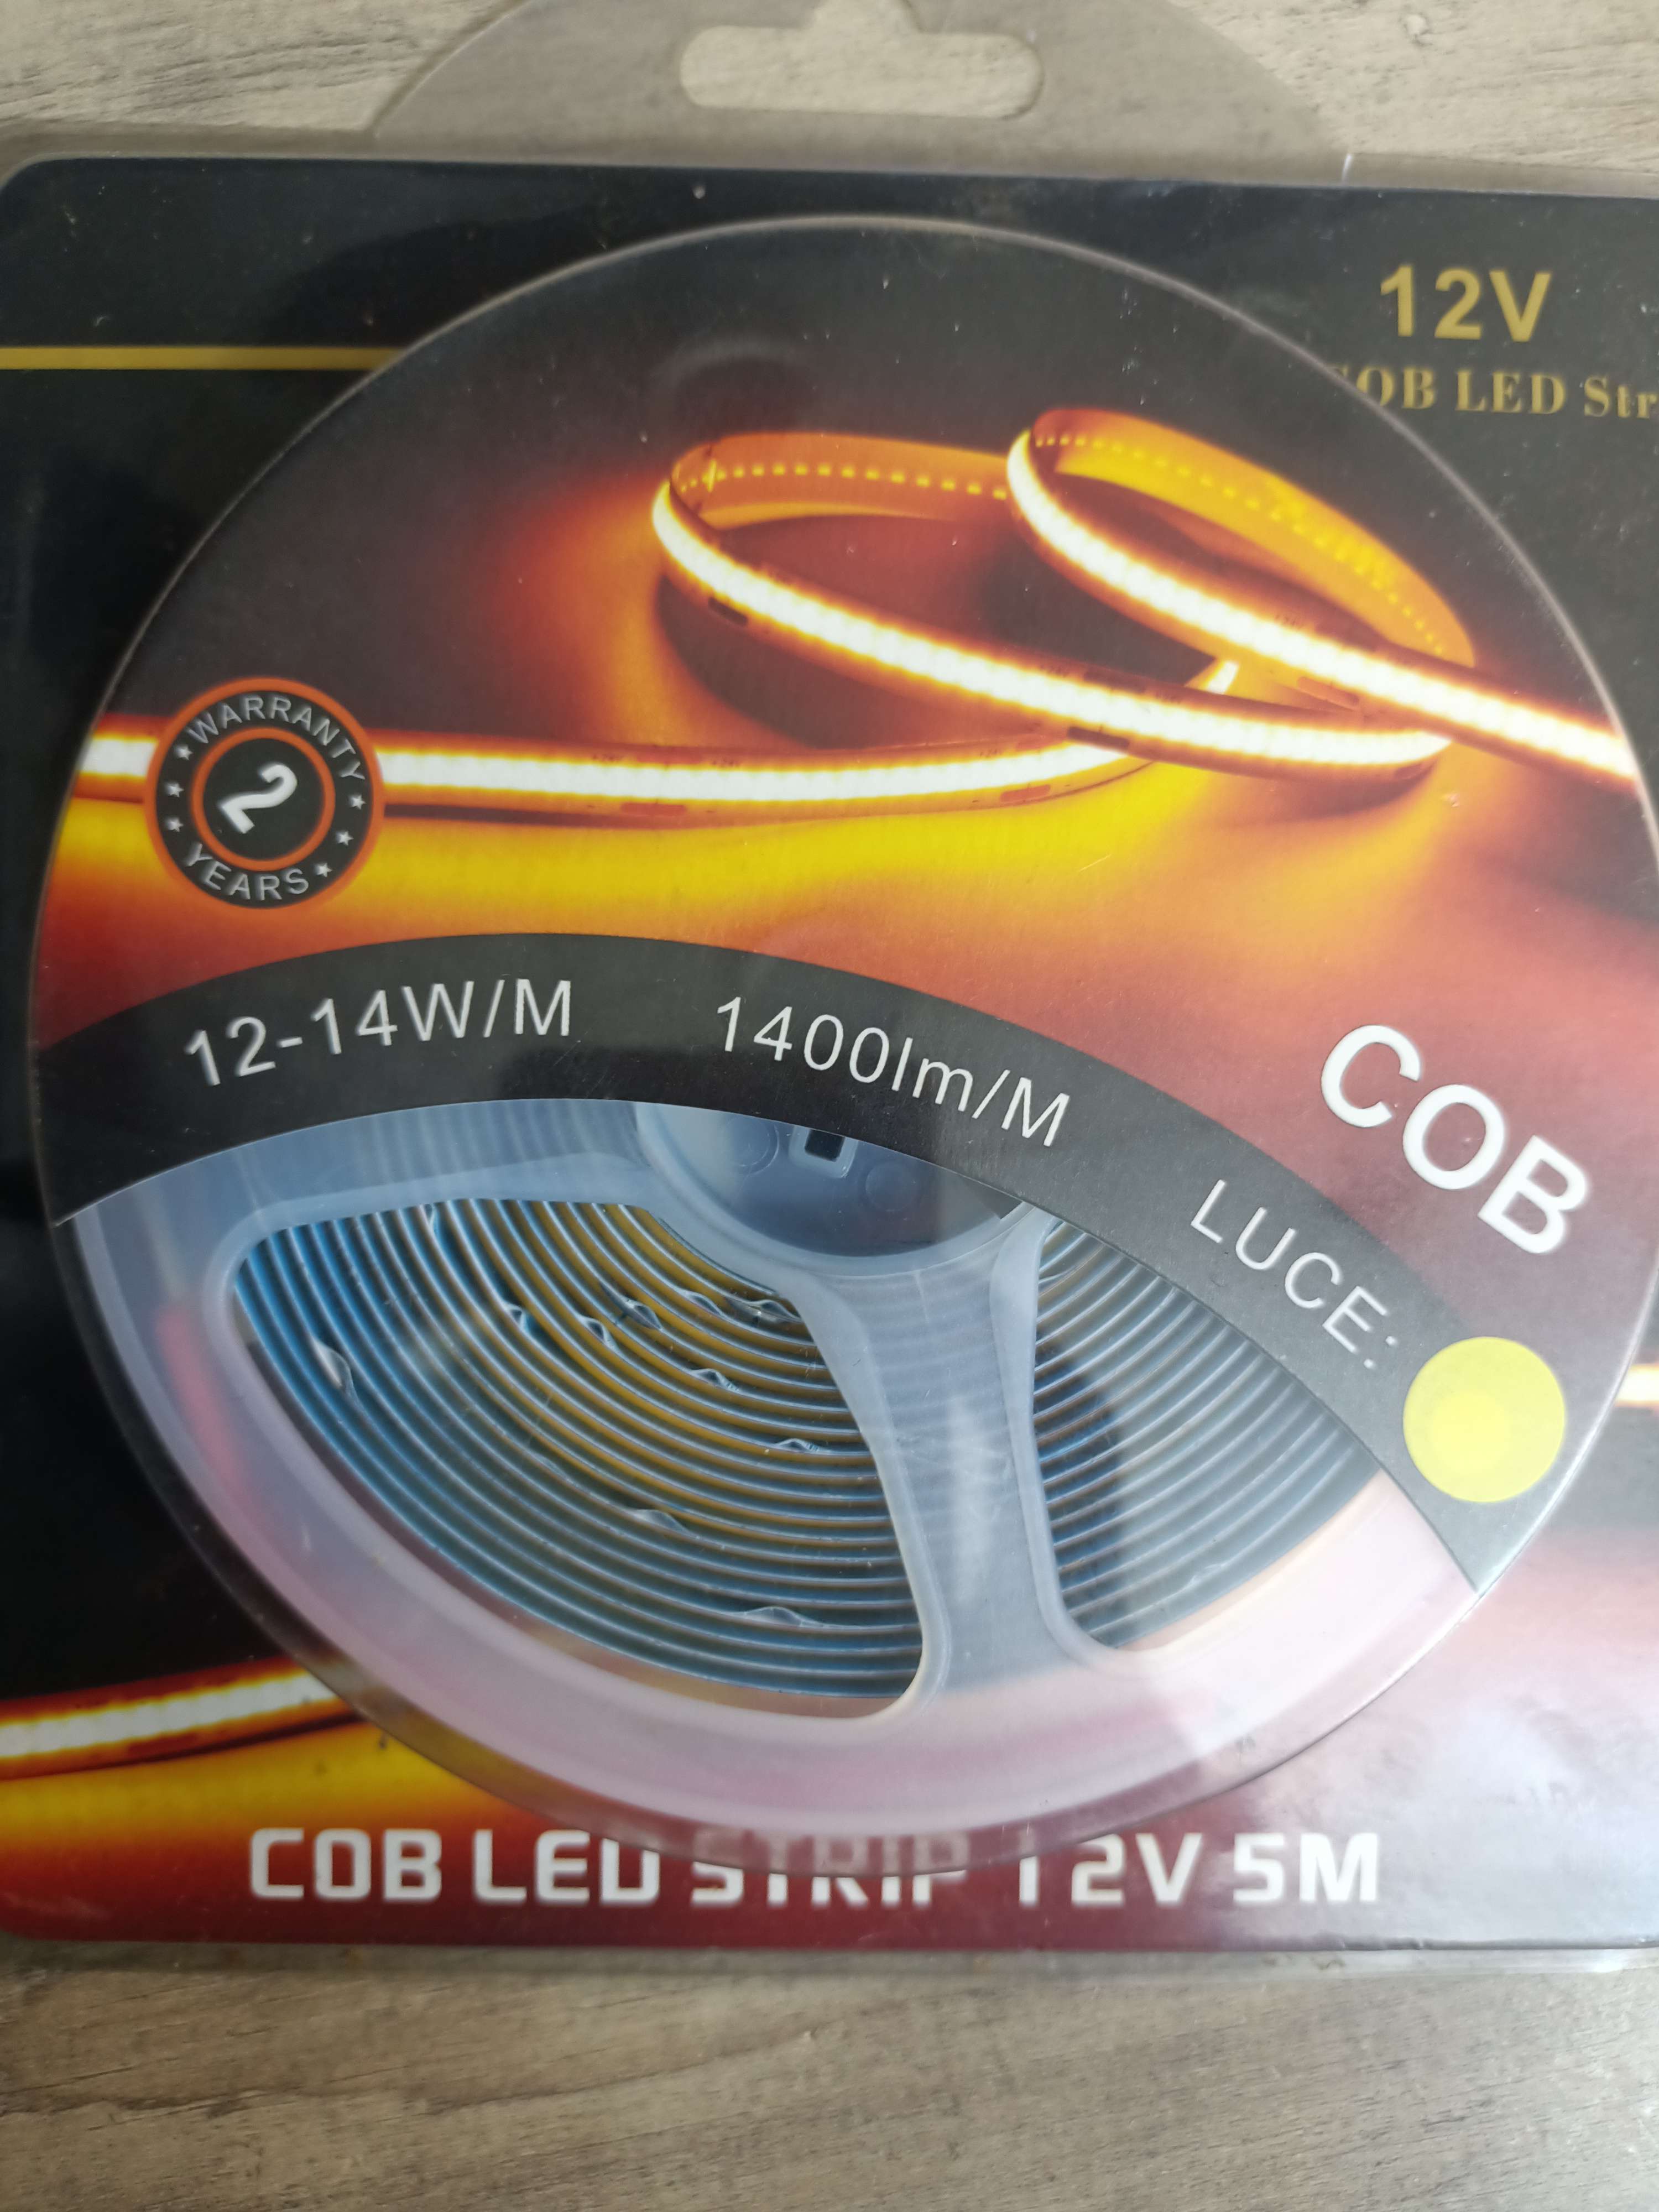 12V
COB LED Str
WARRANTY
2
YEARS
12-14W/M 1400lm/M LUCE:
COB
COB LED STRIP 12V 5M